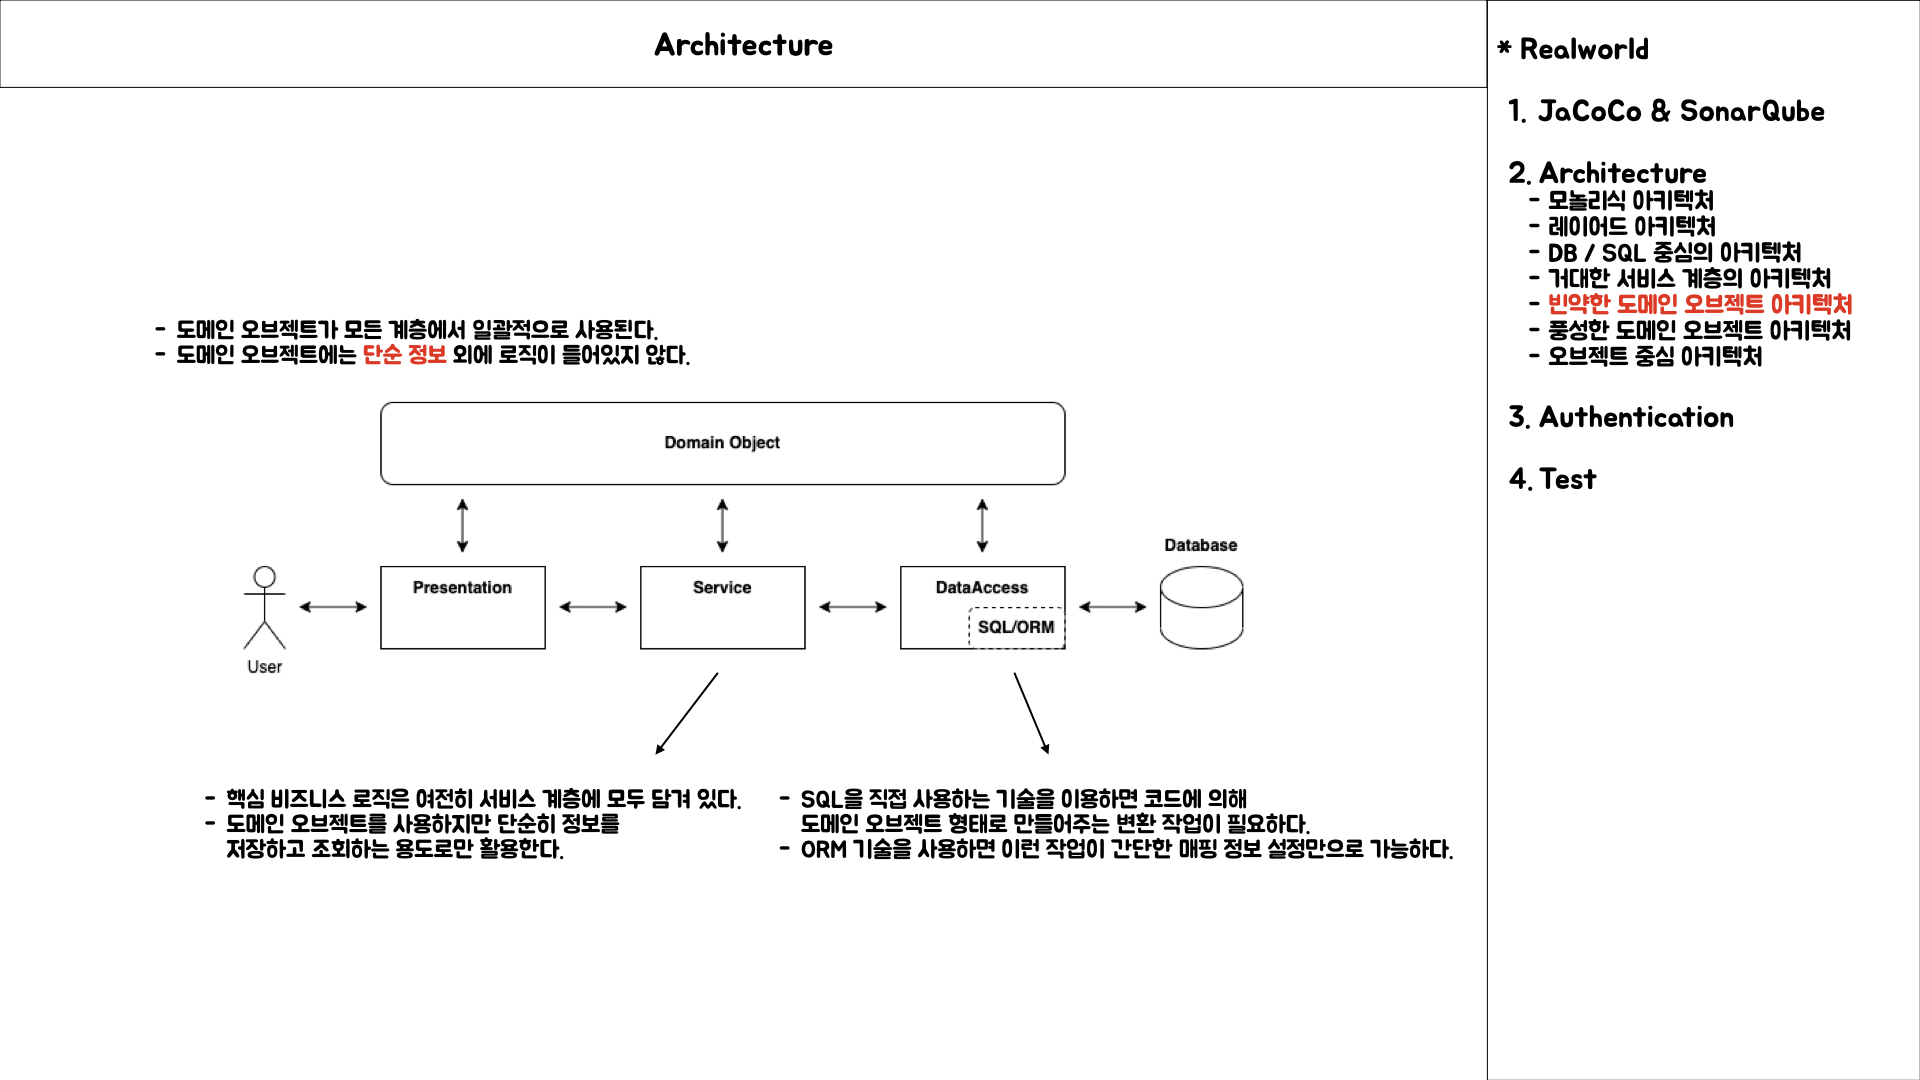 Architecture
- 도메인 오브젝트가 모든 계층에서 일괄적으로 사용된다.
- 도메인 오브젝트에는 단순 정보 외에 로직이 들어있지 않다.
Domain Object
Presentation
Service
DataAccess
SQL/ORM
Database
User
- 핵심 비즈니스 로직은 여전히 서비스 계층에 모두 담겨 있다.
- 도메인 오브젝트를 사용하지만 단순히 정보를
저장하고 조회하는 용도로만 활용한다.
- SQL을 직접 사용하는 기술을 이용하면 코드에 의해
도메인 오브젝트 형태로 만들어주는 변환 작업이 필요하다.
- ORM 기술을 사용하면 이런 작업이 간단한 매핑 정보 설정만으로 가능하다.
* Realworld
1. JaCoCo & SonarQube
2. Architecture
- 모놀리식 아키텍처
- 레이어드 아키텍처
- DB / SQL 중심의 아키텍처
- 거대한 서비스 계층의 아키텍처
- 빈약한 도메인 오브젝트 아키텍처
- 풍성한 도메인 오브젝트 아키텍처
- 오브젝트 중심 아키텍처
3. Authentication
4. Test